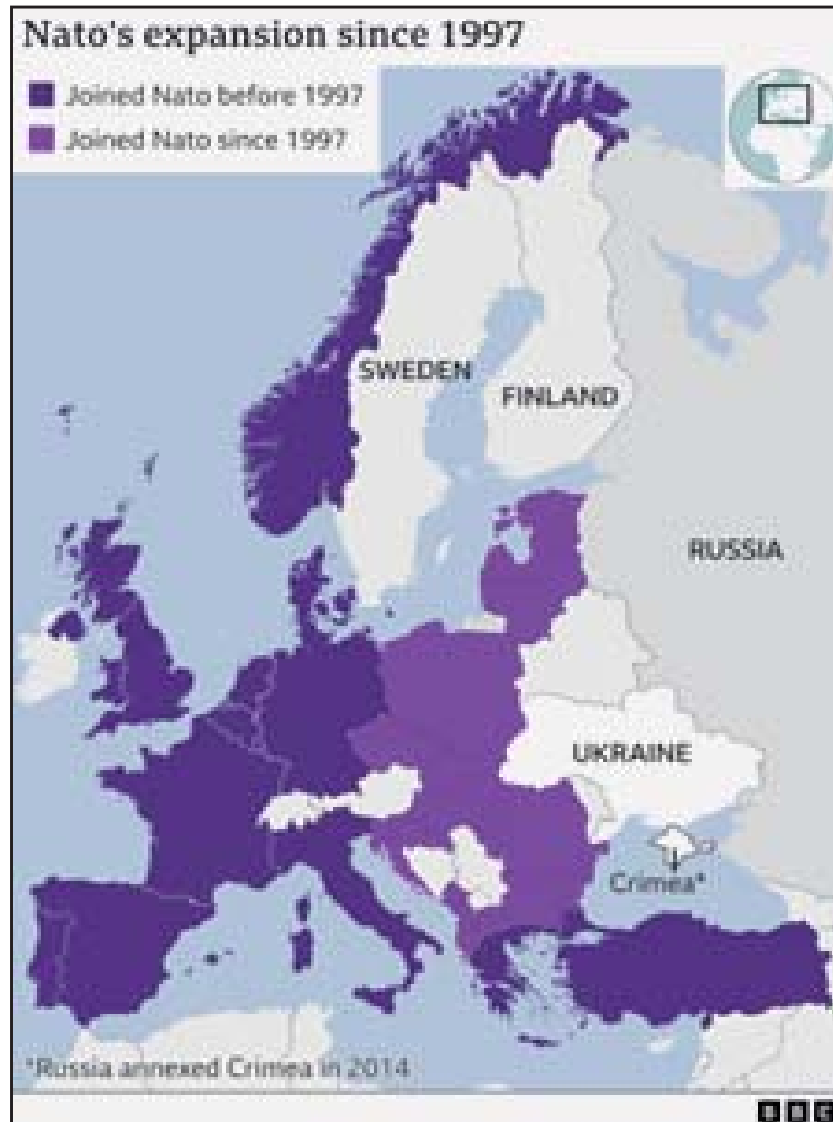 Nato's expansion since 1997
Joined Nato before 1997
Joined Nato since 1997
SWEDEN
FINLAND
RUSSIA
UKRAINE
Crimea*
*Russia annexed Crimea in 2014
BBC